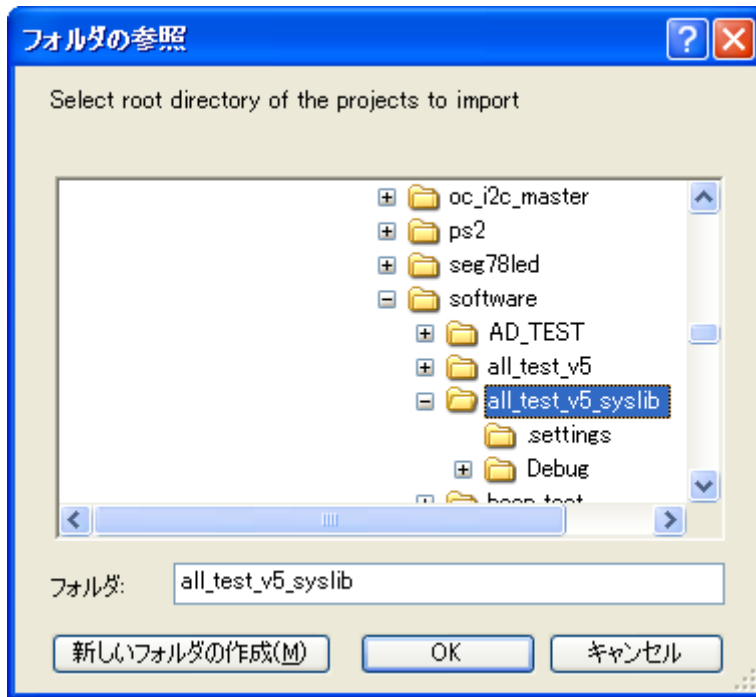 フォルダの参照
Select root directory of the projects to import
oc_i2c_master
ps2
seg78led
software
AD_TEST
all_test_v5
all_test_v5_syslib
.settings
Debug
フォルダ:
all_test_v5_syslib
新しいフォルダの作成(M)
OK
キャンセル